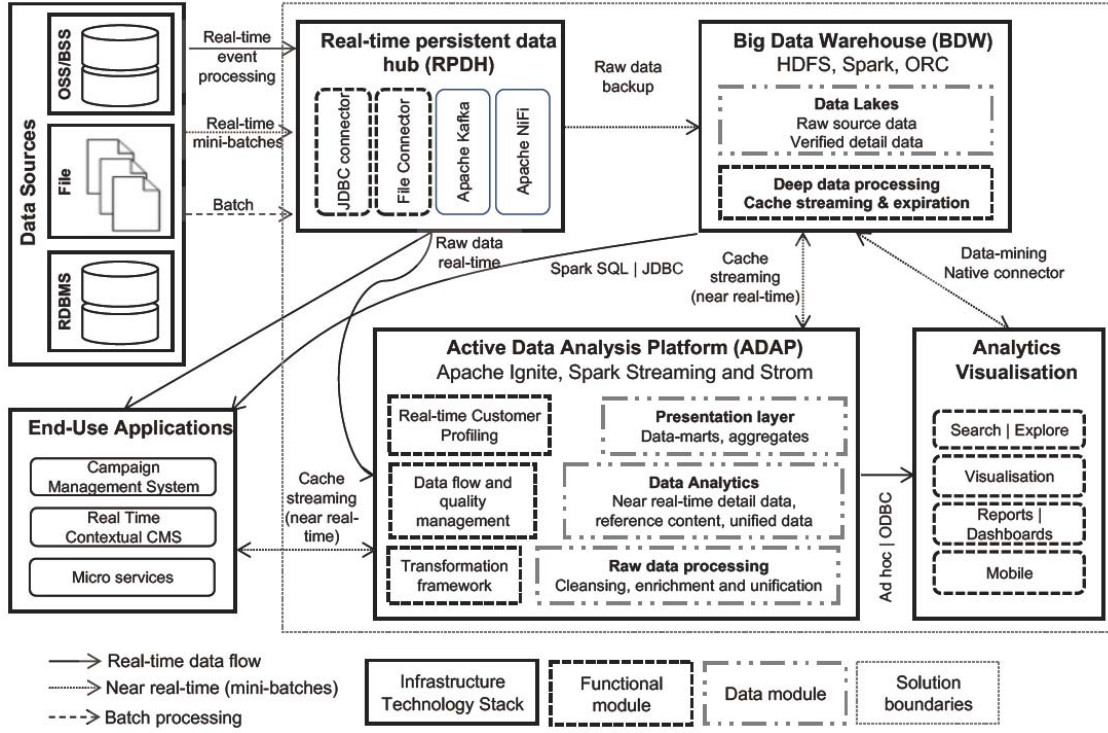 Data Sources
OSS/BSS
File
RDBMS
Real-time
event
processing
Real-time
mini-batches
Batch
Real-time persistent data
hub (RPDH)
JDBC connector
File Connector
Apache Kafka
Apache NiFi
Raw data
backup
Big Data Warehouse (BDW)
HDFS, Spark, ORC
Data Lakes
Raw source data
Verified detail data
Deep data processing
Cache streaming & expiration
Raw data
real-time
Spark SQL | JDBC
Cache
streaming
(near real-time)
Data-mining
Native connector
End-Use Applications
Campaign
Management System
Real Time
Contextual CMS
Micro services
Cache
streaming
(near real-
time)
Active Data Analysis Platform (ADAP)
Apache Ignite, Spark Streaming and Strom
Real-time Customer
Profiling
Presentation layer
Data-marts, aggregates
Data flow and
quality
management
Data Analytics
Near real-time detail data,
reference content, unified data
Transformation
framework
Raw data processing
Cleansing, enrichment and unification
Ad hoc | ODBC
Analytics
Visualisation
Search | Explore
Visualisation
Reports |
Dashboards
Mobile
Real-time data flow
Near real-time (mini-batches)
Batch processing
Infrastructure
Technology Stack
Functional
module
Data module
Solution
boundaries